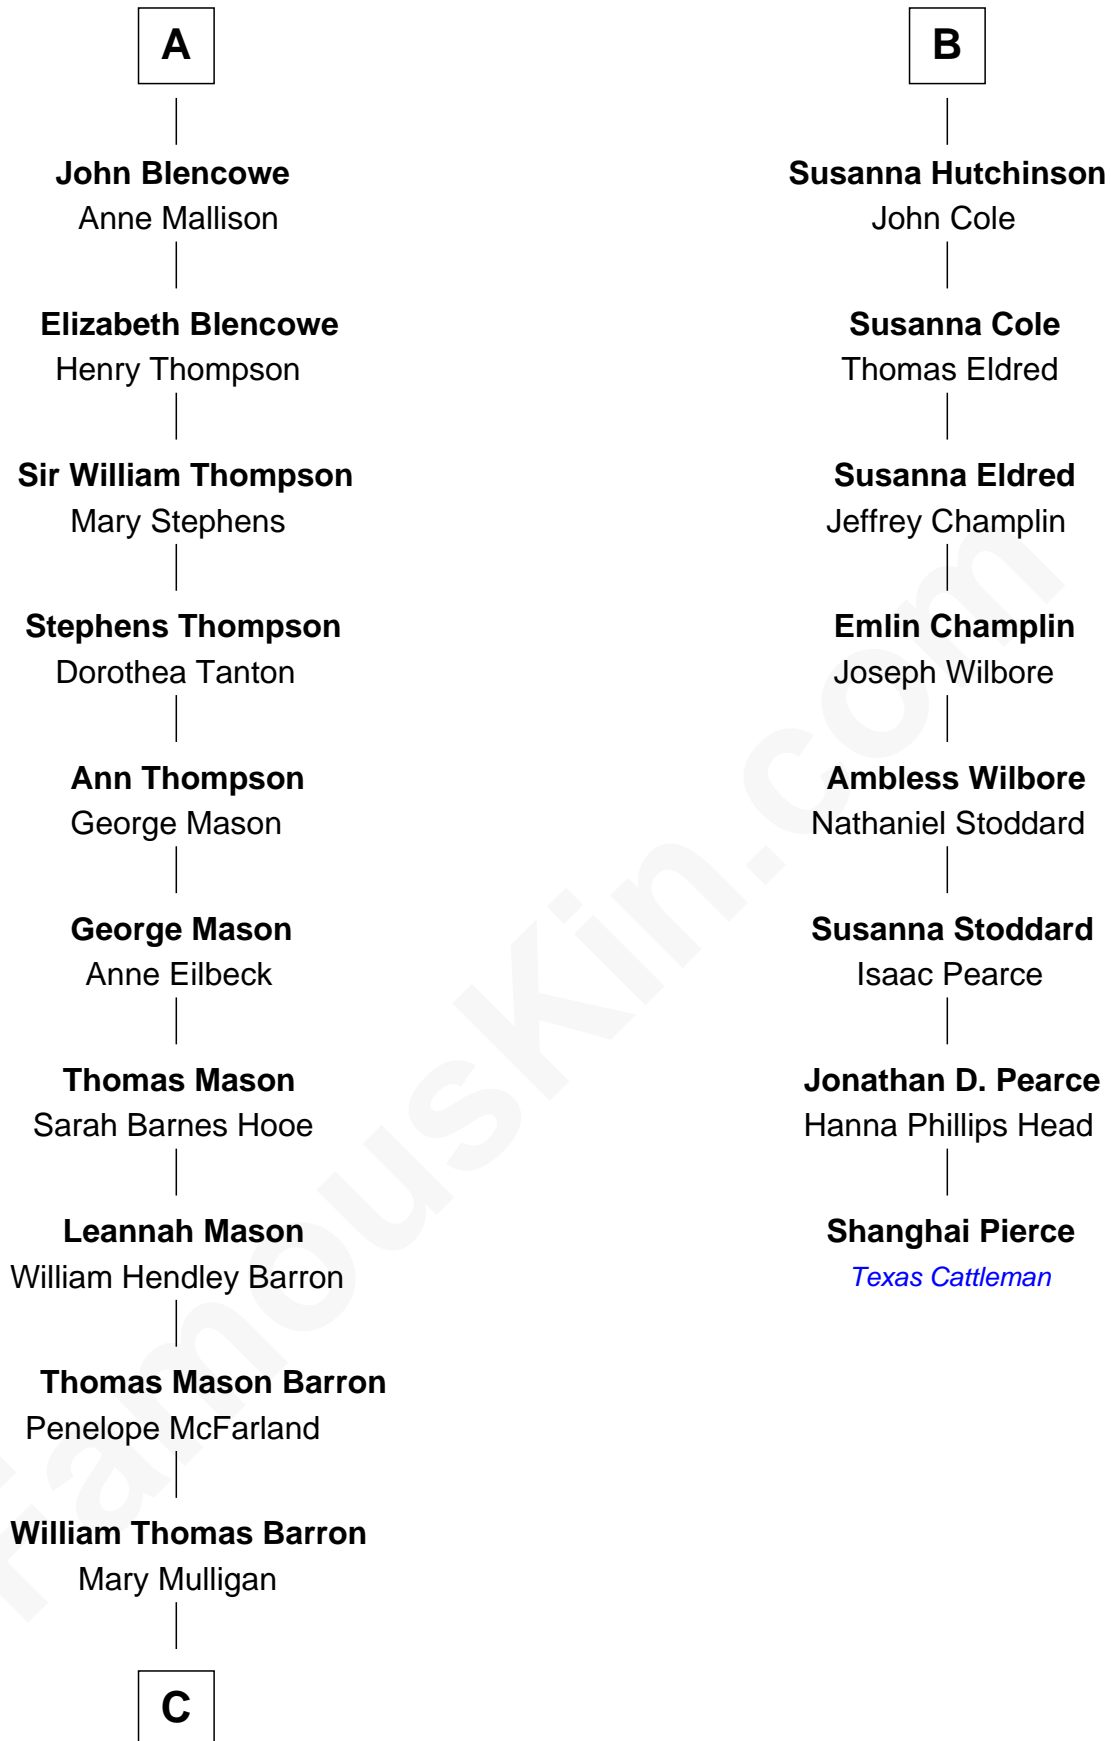 A
John Blencowe
Anne Mallison
Elizabeth Blencowe
Henry Thompson
Sir William Thompson
Mary Stephens
Stephens Thompson
Dorothea Tanton
Ann Thompson
George Mason
George Mason
Anne Eilbeck
Thomas Mason
Sarah Barnes Hooe
Leannah Mason
William Hendley Barron
Thomas Mason Barron
Penelope McFarland
William Thomas Barron
Mary Mulligan
C
B
Susanna Hutchinson
John Cole
Susanna Cole
Thomas Eldred
Susanna Eldred
Jeffrey Champlin
Emlin Champlin
Joseph Wilbore
Ambless Wilbore
Nathaniel Stoddard
Susanna Stoddard
Isaac Pearce
Jonathan D. Pearce
Hanna Phillips Head
Shanghai Pierce
Texas Cattleman
FamousKin.com